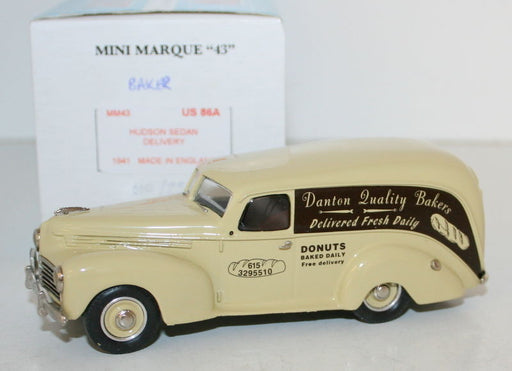 MINI MARQUE "43"
BAKER
MM43 US 86A
HUDSON SEDAN
DELIVERY
1941 MADE IN ENGLAN
Danton Quality Bakers
Delivered Fresh Daily
DONUTS
BAKED DAILY
Free delivery
615
3295510